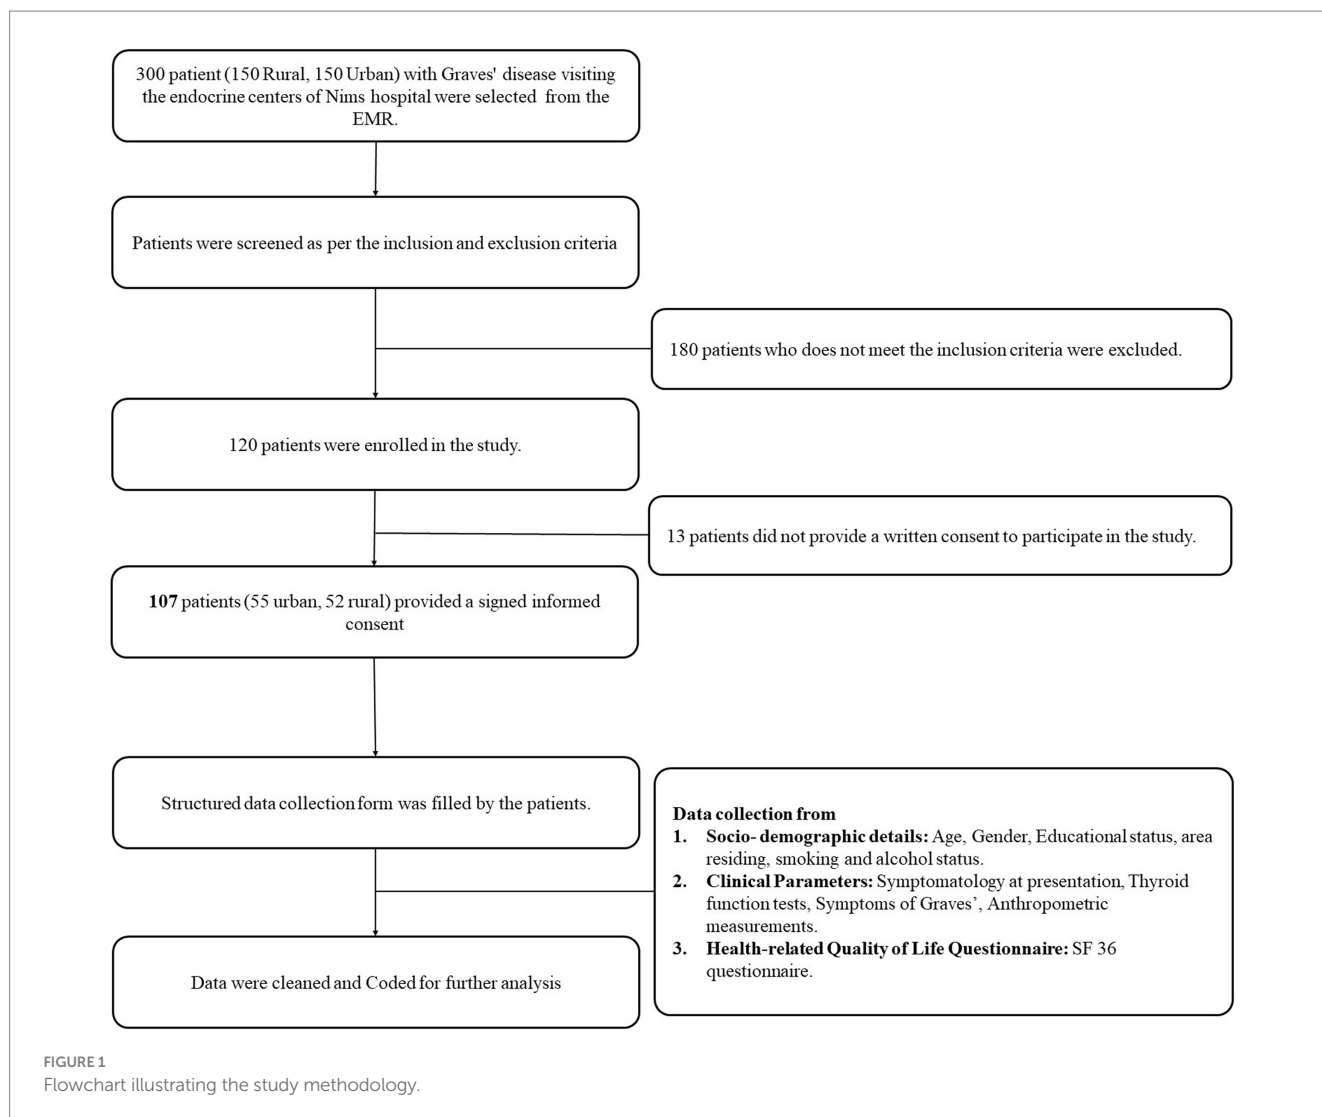 300 patient (150 Rural, 150 Urban) with Graves' disease visiting
the endocrine centers of Nims hospital were selected from the
EMR.
Patients were screened as per the inclusion and exclusion criteria
180 patients who does not meet the inclusion criteria were excluded.
120 patients were enrolled in the study.
13 patients did not provide a written consent to participate in the study.
107 patients (55 urban, 52 rural) provided a signed informed
consent
Structured data collection form was filled by the patients.
Data collection from
1. Socio- demographic details: Age, Gender, Educational status, area
residing, smoking and alcohol status.
2. Clinical Parameters: Symptomatology at presentation, Thyroid
function tests, Symptoms of Graves’, Anthropometric
measurements.
3. Health-related Quality of Life Questionnaire: SF 36
questionnaire.
Data were cleaned and Coded for further analysis
FIGURE 1
Flowchart illustrating the study methodology.